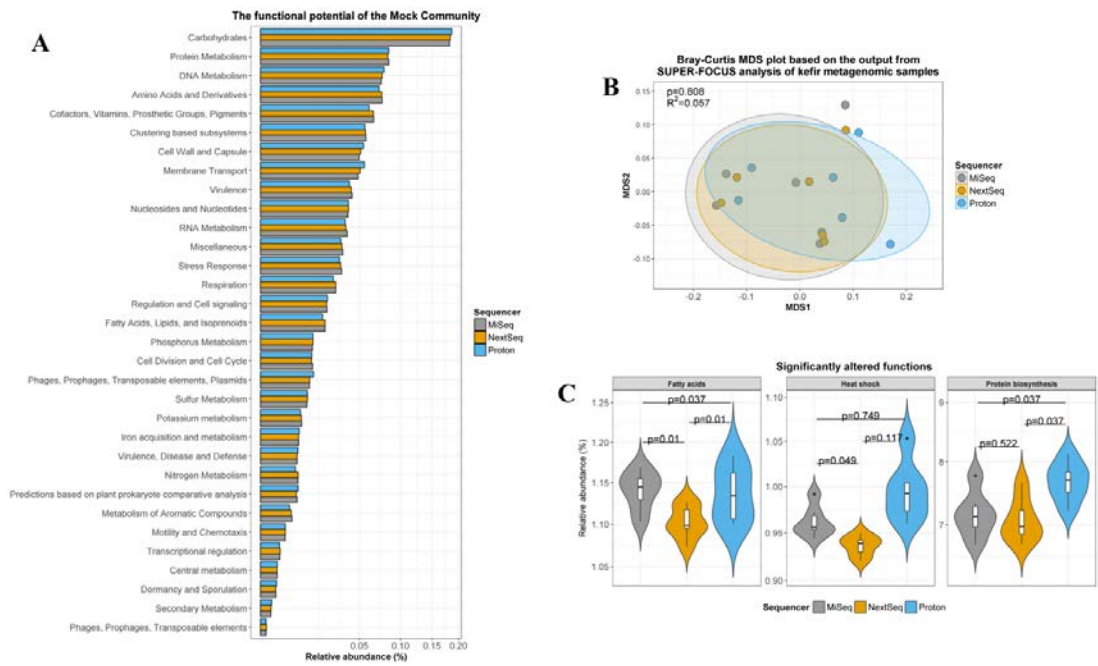 A
The functional potential of the Mock Community
Carbohydrates
Protein Metabolism
DNA Metabolism
Amino Acids and Derivatives
Cofactors, Vitamins, Prosthetic Groups, Pigments
Clustering based subsystems
Cell Wall and Capsule
Membrane Transport
Virulence
Nucleosides and Nucleotides
RNA Metabolism
Miscellaneous
Stress Response
Respiration
Regulation and Cell signaling
Fatty Acids, Lipids, and Isoprenoids
Phosphorus Metabolism
Cell Division and Cell Cycle
Phages, Prophages, Transposable elements, Plasmids
Sulfur Metabolism
Potassium metabolism
Iron acquisition and metabolism
Virulence, Disease and Defense
Nitrogen Metabolism
Predictions based on plant prokaryote comparative analysis
Metabolism of Aromatic Compounds
Motility and Chemotaxis
Transcriptional regulation
Central metabolism
Dormancy and Sporulation
Secondary Metabolism
Phages, Prophages, Transposable elements
0.05 0.10 0.15 0.20
Relative abundance (%)
Sequencer
MiSeq
NextSeq
Proton
B
Bray-Curtis MDS plot based on the output from
SUPER-FOCUS analysis of kefir metagenomic samples
p=0.808
R²=0.057
0.15
0.10
0.05
0.00
-0.05
-0.10
MDS2
-0.2 -0.1 0.0 0.1 0.2
MDS1
Sequencer
MiSeq
NextSeq
Proton
C
Significantly altered functions
Fatty acids
Heat shock
Protein biosynthesis
Relative abundance (%)
1.25
1.20
1.15
1.10
1.05
p=0.037
p=0.01
p=0.01
1.10
1.05
1.00
0.95
0.90
p=0.749
p=0.117
p=0.049
9
8
7
p=0.037
p=0.037
p=0.522
Sequencer MiSeq NextSeq Proton